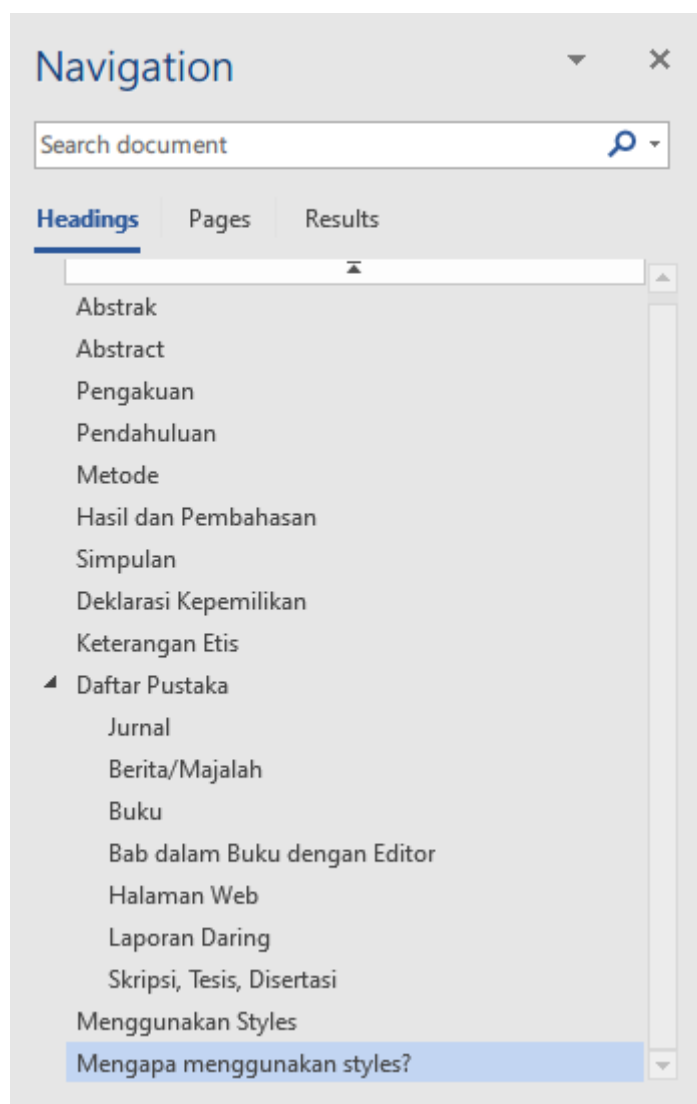 Navigation
Search document
Headings Pages Results
Abstrak
Abstract
Pengakuan
Pendahuluan
Metode
Hasil dan Pembahasan
Simpulan
Deklarasi Kepemilikan
Keterangan Etis
Daftar Pustaka
Jurnal
Berita/Majalah
Buku
Bab dalam Buku dengan Editor
Halaman Web
Laporan Daring
Skripsi, Tesis, Disertasi
Menggunakan Styles
Mengapa menggunakan styles?